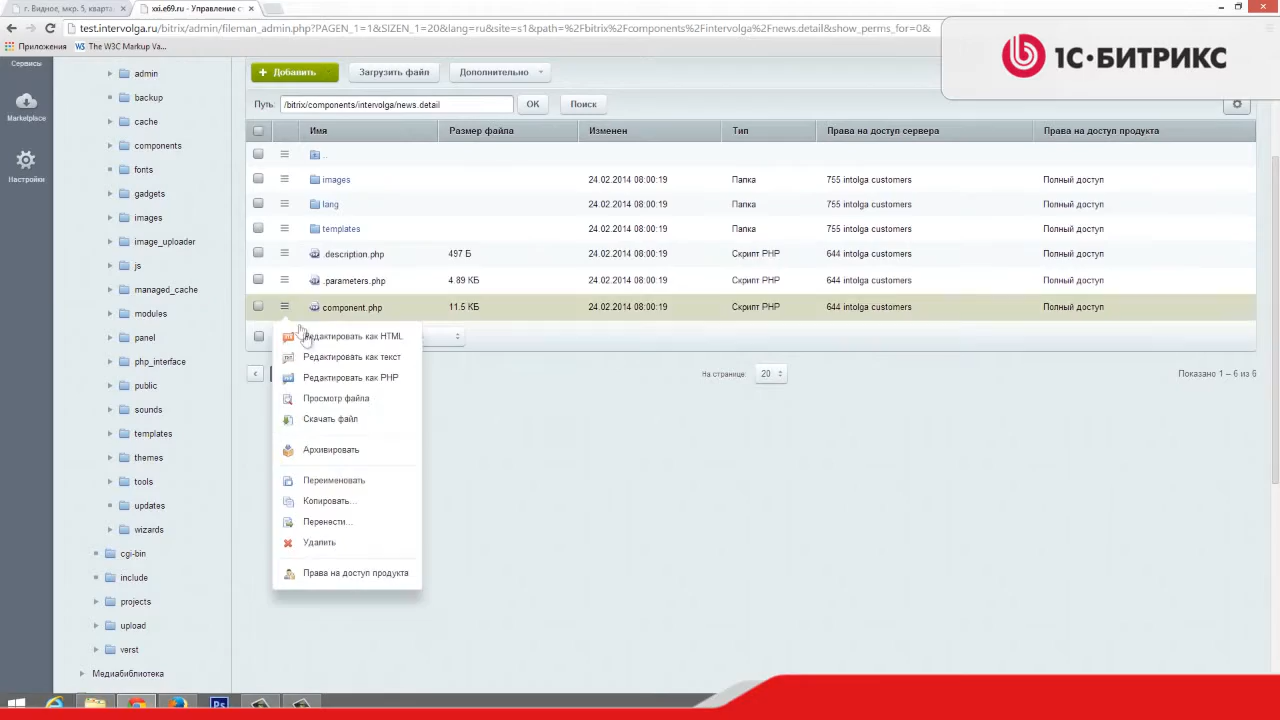 г. Видное, мкр. 5, кварта
xxi.e69.ru - Управление с
test.intervolga.ru/bitrix/admin/fileman_admin.php?PAGEN_1=1&SIZEN_1=20&lang=ru&site=s1&path=%2Fbitrix%2Fcomponents%2Fintervolga%2Fnews.detail&show_perms_for=0&
Приложения
The W3C Markup Va...
1С·БИТРИКС
Сервисы
Marketplace
Настройки
admin
backup
cache
components
fonts
gadgets
images
image_uploader
js
managed_cache
modules
panel
php_interface
public
sounds
templates
themes
tools
updates
wizards
cgi-bin
include
projects
upload
verst
Медиабиблиотека
+ Добавить
Загрузить файл
Дополнительно
Путь: /bitrix/components/intervolga/news.detail OK Поиск
Имя Размер файла Изменен Тип Права на доступ сервера Права на доступ продукта
..
images 24.02.2014 08:00:19 Папка 755 intolga customers Полный доступ
lang 24.02.2014 08:00:19 Папка 755 intolga customers Полный доступ
templates 24.02.2014 08:00:19 Папка 755 intolga customers Полный доступ
.description.php 497 Б 24.02.2014 08:00:19 Скрипт PHP 644 intolga customers Полный доступ
.parameters.php 4.89 КБ 24.02.2014 08:00:19 Скрипт PHP 644 intolga customers Полный доступ
component.php 11.5 КБ 24.02.2014 08:00:19 Скрипт PHP 644 intolga customers Полный доступ
Редактировать как HTML
Редактировать как текст
Редактировать как PHP
Просмотр файла
Скачать файл
Архивировать
Переименовать
Копировать...
Перенести...
Удалить
Права на доступ продукта
На странице: 20
Показано 1 – 6 из 6
Ps